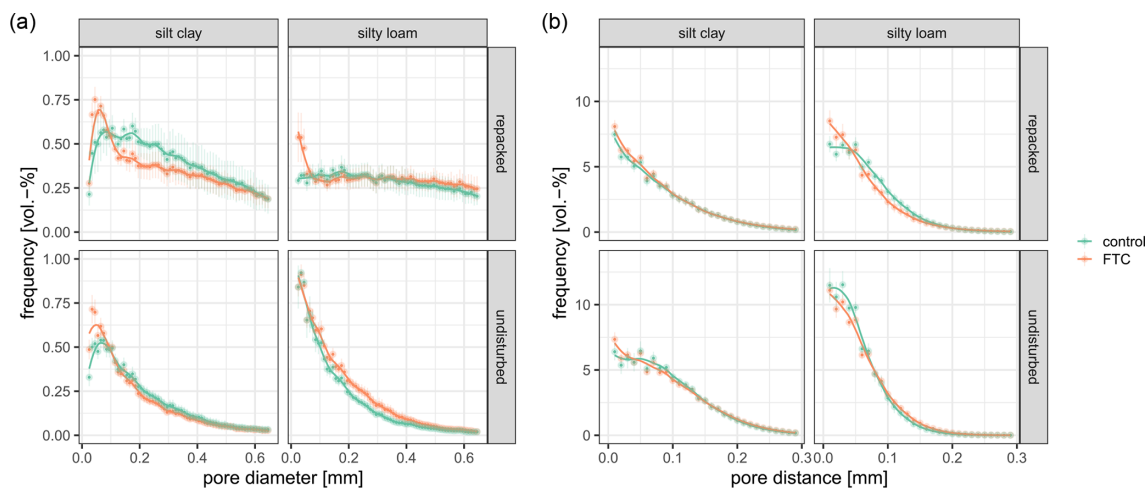 (a)
silt clay
silty loam
frequency [vol.−%]
1.00
0.75
0.50
0.25
0.00
repacked
frequency [vol.−%]
1.00
0.75
0.50
0.25
0.00
undisturbed
0.0 0.2 0.4 0.6
0.0 0.2 0.4 0.6
pore diameter [mm]
(b)
silt clay
silty loam
frequency [vol.−%]
10
5
0
repacked
frequency [vol.−%]
10
5
0
undisturbed
0.0 0.1 0.2 0.3
0.0 0.1 0.2 0.3
pore distance [mm]
control
FTC